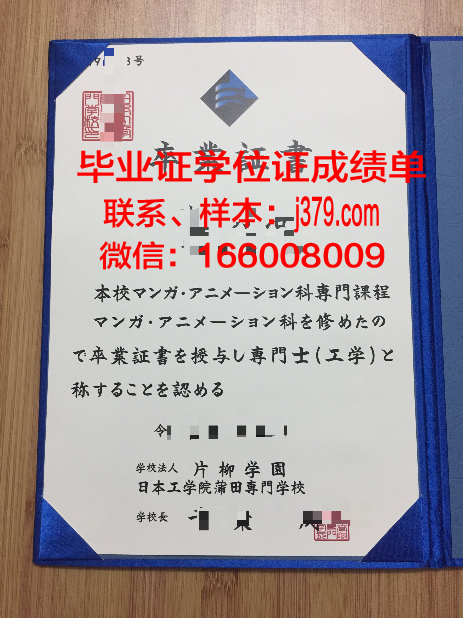 号
卒業証書
毕业证学位证成绩单
联系、样本：j379.com
微信：166008009
本校マンガ・アニメーション科専門課程
マンガ・アニメーション科を修めたの
で卒業証書を授与し専門士(工学)と
称することを認める
令
学校法人 片柳学園
日本工学院蒲田専門学校
学校長